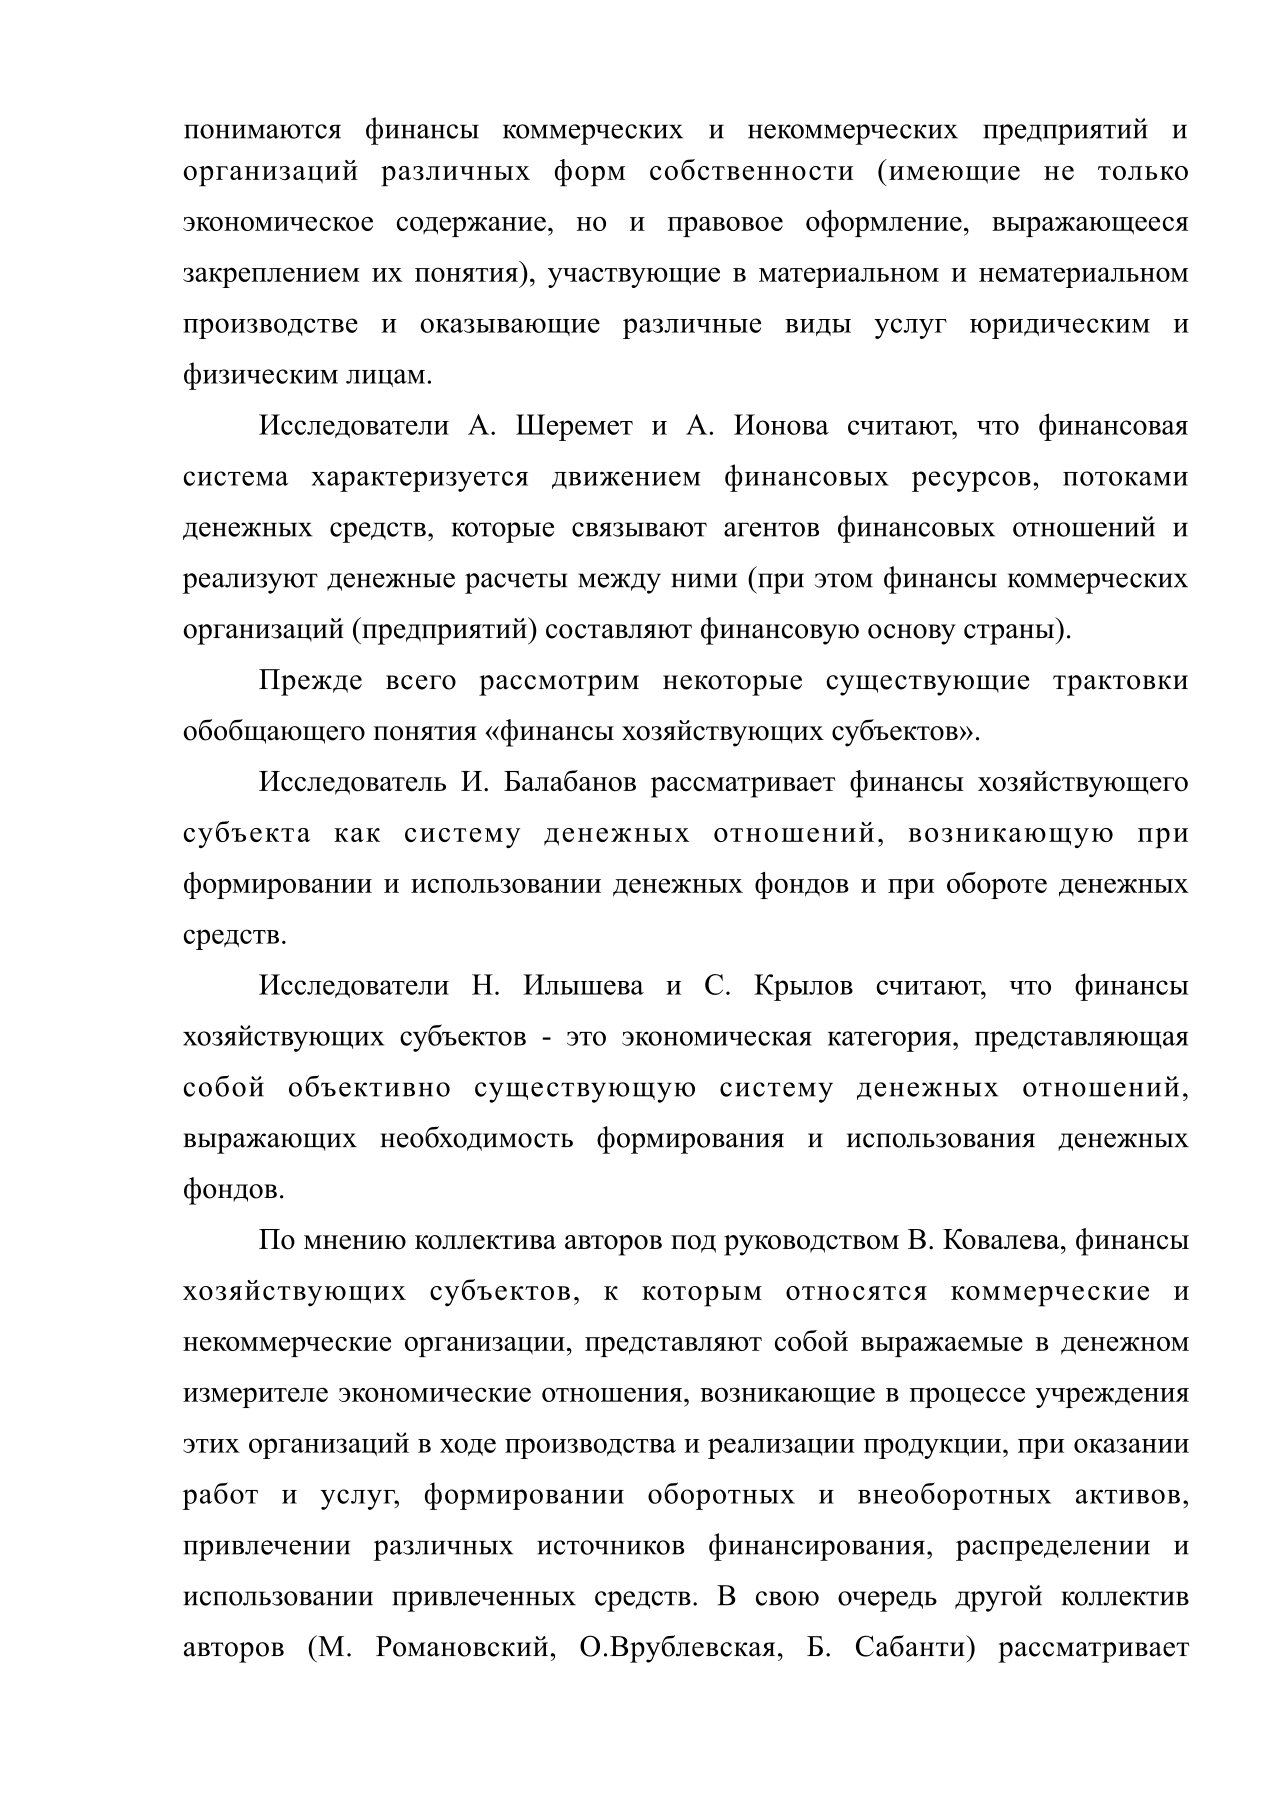 понимаются финансы коммерческих и некоммерческих предприятий и
организаций различных форм собственности (имеющие не только
экономическое содержание, но и правовое оформление, выражающееся
закреплением их понятия), участвующие в материальном и нематериальном
производстве и оказывающие различные виды услуг юридическим и
физическим лицам.
Исследователи А. Шеремет и А. Ионова считают, что финансовая
система характеризуется движением финансовых ресурсов, потоками
денежных средств, которые связывают агентов финансовых отношений и
реализуют денежные расчеты между ними (при этом финансы коммерческих
организаций (предприятий) составляют финансовую основу страны).
Прежде всего рассмотрим некоторые существующие трактовки
обобщающего понятия «финансы хозяйствующих субъектов».
Исследователь И. Балабанов рассматривает финансы хозяйствующего
субъекта как систему денежных отношений, возникающую при
формировании и использовании денежных фондов и при обороте денежных
средств.
Исследователи Н. Илышева и С. Крылов считают, что финансы
хозяйствующих субъектов - это экономическая категория, представляющая
собой объективно существующую систему денежных отношений,
выражающих необходимость формирования и использования денежных
фондов.
По мнению коллектива авторов под руководством В. Ковалева, финансы
хозяйствующих субъектов, к которым относятся коммерческие и
некоммерческие организации, представляют собой выражаемые в денежном
измерителе экономические отношения, возникающие в процессе учреждения
этих организаций в ходе производства и реализации продукции, при оказании
работ и услуг, формировании оборотных и внеоборотных активов,
привлечении различных источников финансирования, распределении и
использовании привлеченных средств. В свою очередь другой коллектив
авторов (М. Романовский, О.Врублевская, Б. Сабанти) рассматривает